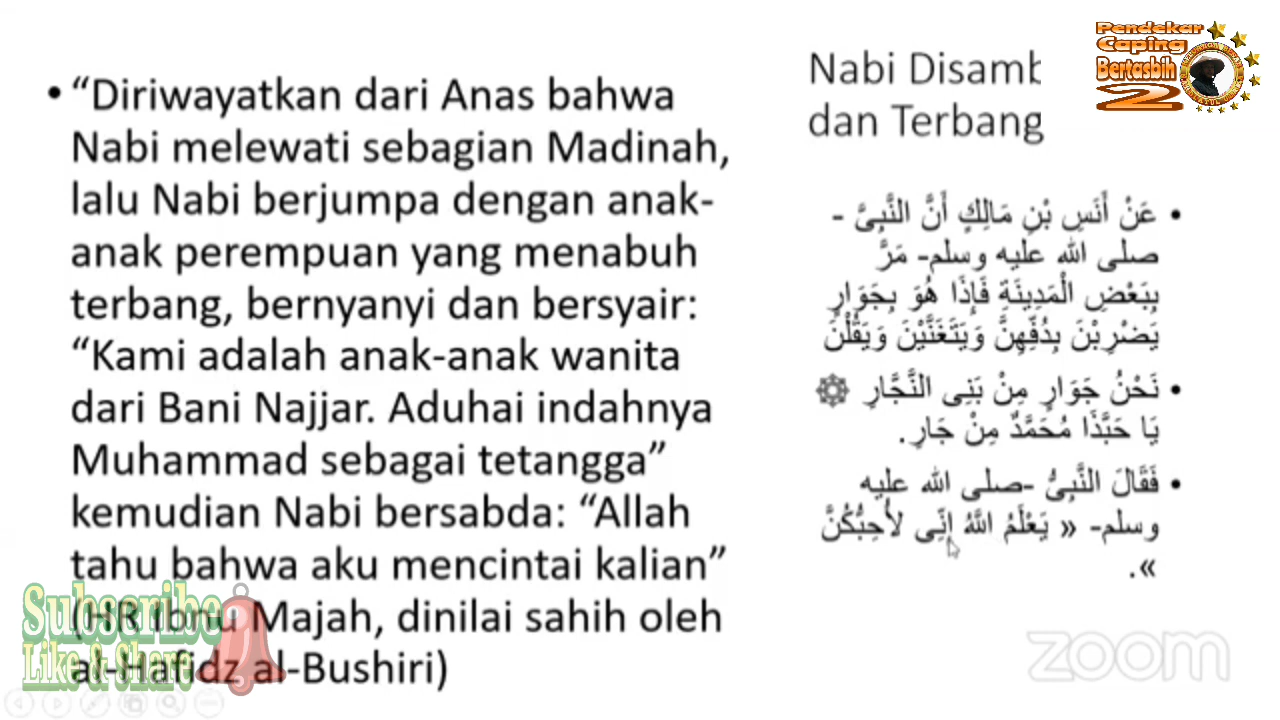 • “Diriwayatkan dari Anas bahwa
Nabi melewati sebagian Madinah,
lalu Nabi berjumpa dengan anak-
anak perempuan yang menabuh
terbang, bernyanyi dan bersyair:
“Kami adalah anak-anak wanita
dari Bani Najjar. Aduhai indahnya
Muhammad sebagai tetangga”
kemudian Nabi bersabda: “Allah
tahu bahwa aku mencintai kalian”
(HR Ibnu Majah, dinilai sahih oleh
al-Hafidz al-Bushiri)
Nabi Disamb
dan Terbang
• عَنْ أَنَسِ بْنِ مَالِكٍ أَنَّ النَّبِىَّ -
صلى الله عليه وسلم- مَرَّ
بِبَعْضِ الْمَدِينَةِ فَإِذَا هُوَ بِجَوَارٍ
يَضْرِبْنَ بِدُفِّهِنَّ وَيَتَغَنَّيْنَ وَيَقُلْنَ
• نَحْنُ جَوَارٍ مِنْ بَنِى النَّجَّارِ ۞
يَا حَبَّذَا مُحَمَّدٌ مِنْ جَارِ.
• فَقَالَ النَّبِىُّ -صلى الله عليه
وسلم- « يَعْلَمُ اللَّهُ إِنِّى لأُحِبُّكُنَّ
».
Pendekar
Caping
Bertasbih
2
Subscribe
Like & Share
zoom